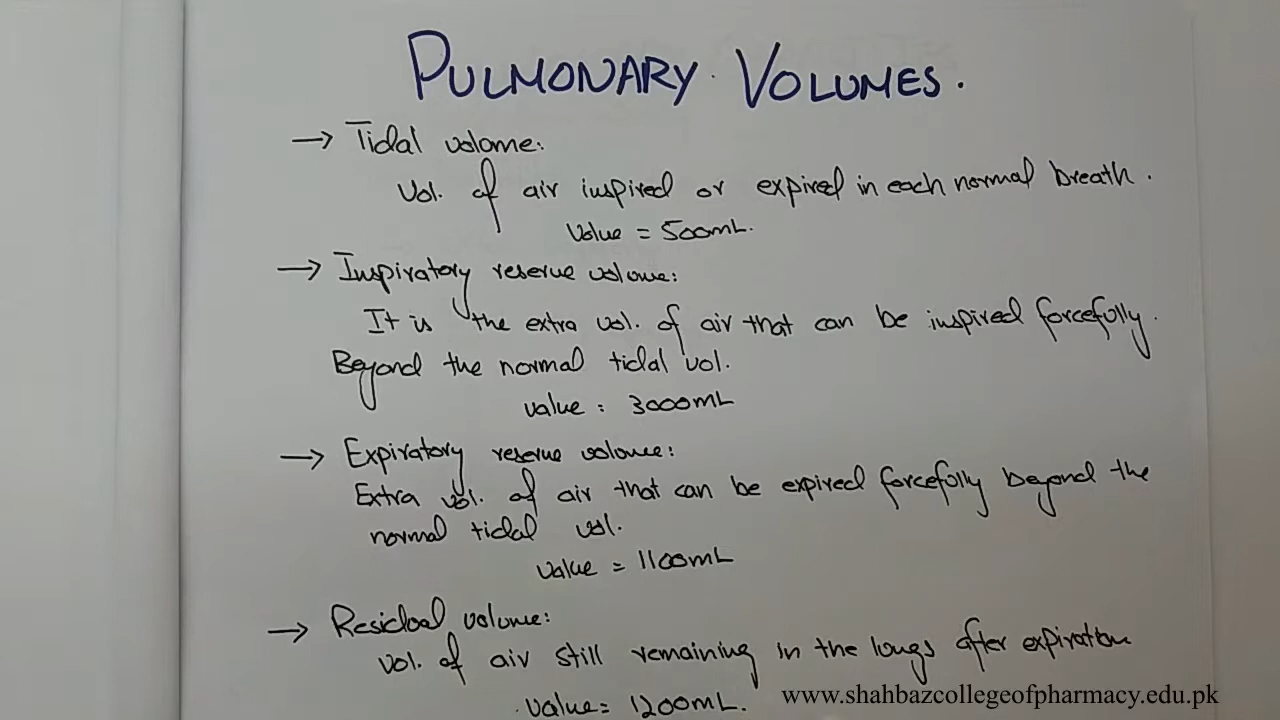 PULMONARY VOLUMES.
→ Tidal volume:
Vol. of air inspired or expired in each normal breath.
Value = 500mL.
→ Inspiratory reserve volume:
It is the extra vol. of air that can be inspired forcefully.
Beyond the normal tidal vol.
value: 3000mL
→ Expiratory reserve volume:
Extra vol. of air that can be expired forcefully beyond the
normal tidal vol.
value = 1100mL
→ Residual volume:
Vol. of air still remaining in the lungs after expiration
value = 1200mL.
www.shahbazcollegeofpharmacy.edu.pk